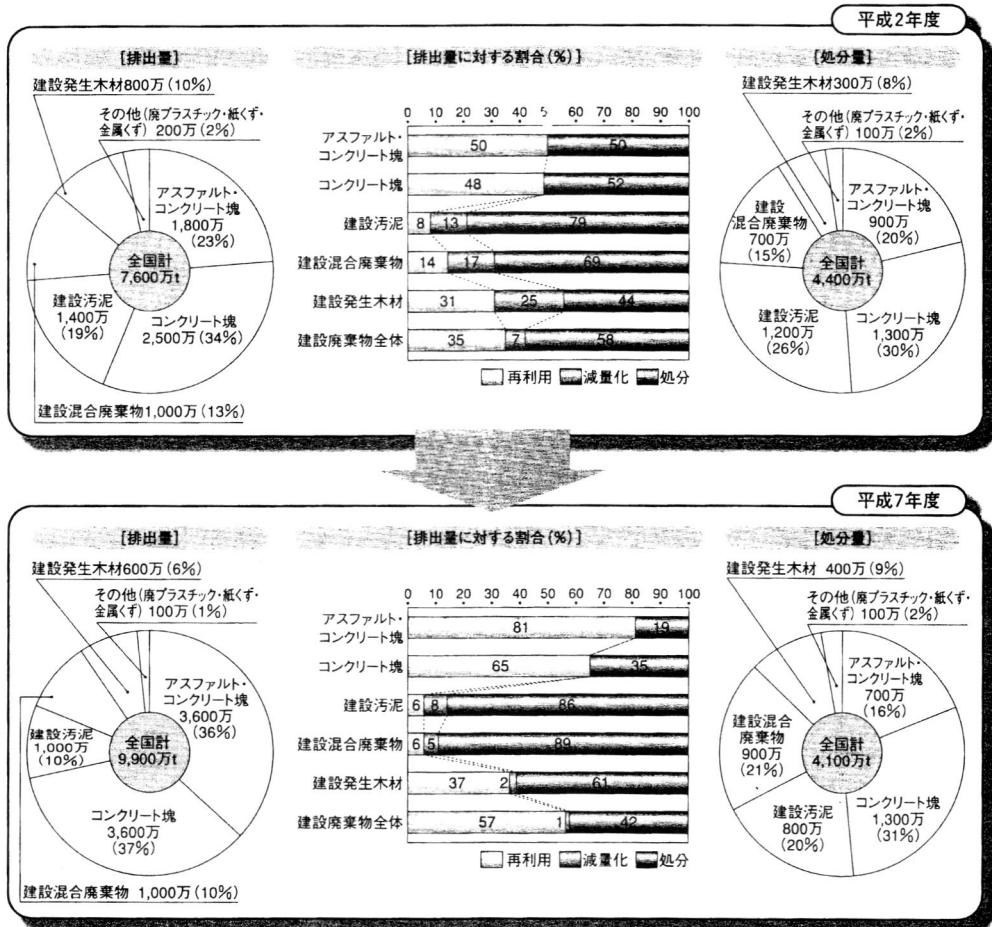 平成2年度
[排出量]
建設発生木材800万(10%)
その他(廃プラスチック・紙くず・
金属くず) 200万(2%)
アスファルト・
コンクリート塊
1,800万
(23%)
全国計
7,600万t
建設汚泥
1,400万
(19%)
コンクリート塊
2,500万(34%)
建設混合廃棄物1,000万(13%)
[排出量に対する割合(%)]
0 10 20 30 40 5 60 70 80 90 100
アスファルト・
コンクリート塊
50 50
コンクリート塊 48 52
建設汚泥 8 13 79
建設混合廃棄物 14 17 69
建設発生木材 31 25 44
建設廃棄物全体 35 7 58
再利用 減量化 処分
[処分量]
建設発生木材300万(8%)
その他(廃プラスチック・紙くず・
金属くず) 100万(2%)
建設
混合廃棄物
700万
(15%)
アスファルト・
コンクリート塊
900万
(20%)
全国計
4,400万t
建設汚泥
1,200万
(26%)
コンクリート塊
1,300万
(30%)
平成7年度
[排出量]
建設発生木材600万(6%)
その他(廃プラスチック・紙くず・
金属くず) 100万(1%)
アスファルト・
コンクリート塊
3,600万
(36%)
建設汚泥
1,000万
(10%)
全国計
9,900万t
コンクリート塊
3,600万
(37%)
建設混合廃棄物 1,000万(10%)
[排出量に対する割合(%)]
0 10 20 30 40 50 60 70 80 90 100
アスファルト・
コンクリート塊
81 19
コンクリート塊 65 35
建設汚泥 6 8 86
建設混合廃棄物 6 5 89
建設発生木材 37 2 61
建設廃棄物全体 57 1 42
再利用 減量化 処分
[処分量]
建設発生木材 400万(9%)
その他(廃プラスチック・紙くず・
金属くず) 100万(2%)
アスファルト・
コンクリート塊
700万
(16%)
建設混合
廃棄物
900万
(21%)
全国計
4,100万t
建設汚泥
800万
(20%)
コンクリート塊
1,300万
(31%)